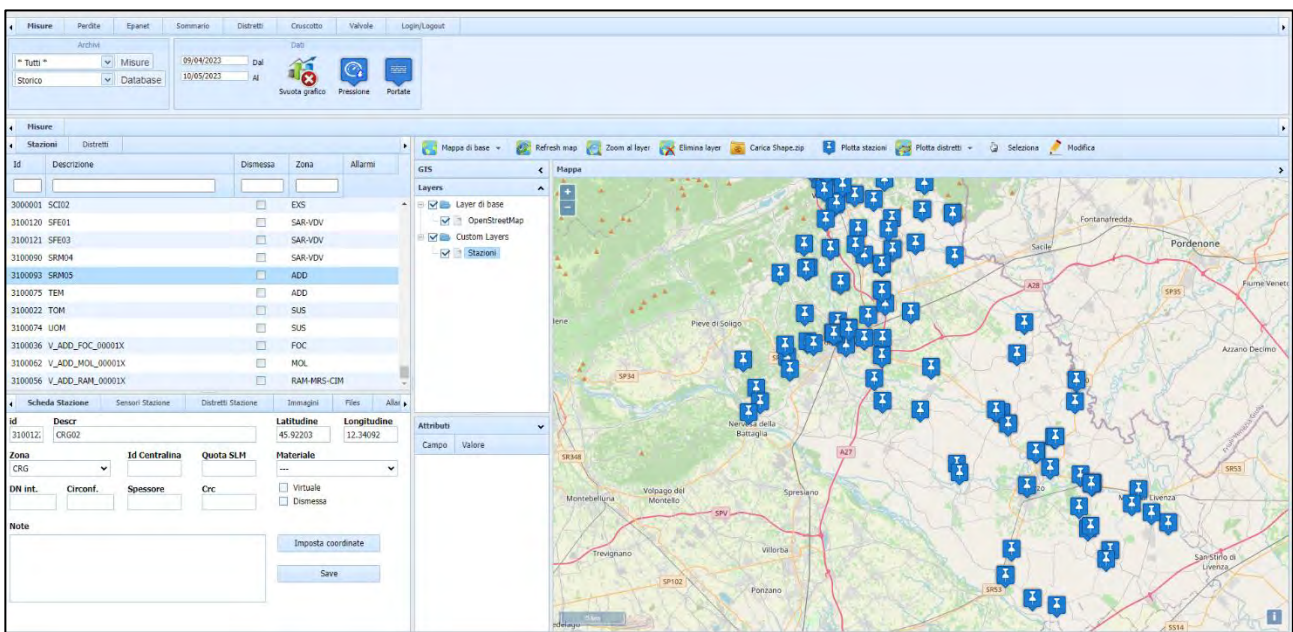 Misure Perdite Epanet Sommario Distretti Cruscotto Valvole Login/Logout
Archivi
* Tutti * Misure
Storico Database
Dati
09/04/2023 Dal
10/05/2023 Al
Svuota grafico Pressione Portate
Misure
Stazioni Distretti
Id Descrizione Dismessa Zona Allarmi
3000001 SCI02 EXS
3100120 SFE01 SAR-VDV
3100121 SFE03 SAR-VDV
3100090 SRM04 SAR-VDV
3100093 SRM05 ADD
3100075 TEM ADD
3100022 TOM SUS
3100074 UOM SUS
3100036 V_ADD_FOC_00001X FOC
3100062 V_ADD_MOL_00001X MOL
3100056 V_ADD_RAM_00001X RAM-MRS-CIM
Scheda Stazione Sensori Stazione Distretti Stazione Immagini Files
id Descr Latitudine Longitudine
310012 CRG02 45.92203 12.34092
Zona Id Centralina Quota SLM Materiale
CRG ---
DN int. Circonf. Spessore Crc Virtuale
Dismessa
Note
Imposta coordinate
Save
Mappa di base Refresh map Zoom al layer Elimina layer Carica Shape.zip Plotta stazioni Plotta distretti Seleziona Modifica
GIS
Layers
Layer di base
OpenStreetMap
Custom Layers
Stazioni
Attributi
Campo Valore
Mappa
+
−
Fontanafredda
Sacile
Pordenone
A28
SP35
Fiume Veneto
Pieve di Soligo
Azzano Decimo
SP34
Nervesa della
Battaglia
SR348
A27
SR53
Montebelluna
Volpago del
Montello
Spresiano
Livenza
SPV
Trevignano
Villorba
San Stino di
Livenza
SP102
Ponzano
SR53
SS14
i